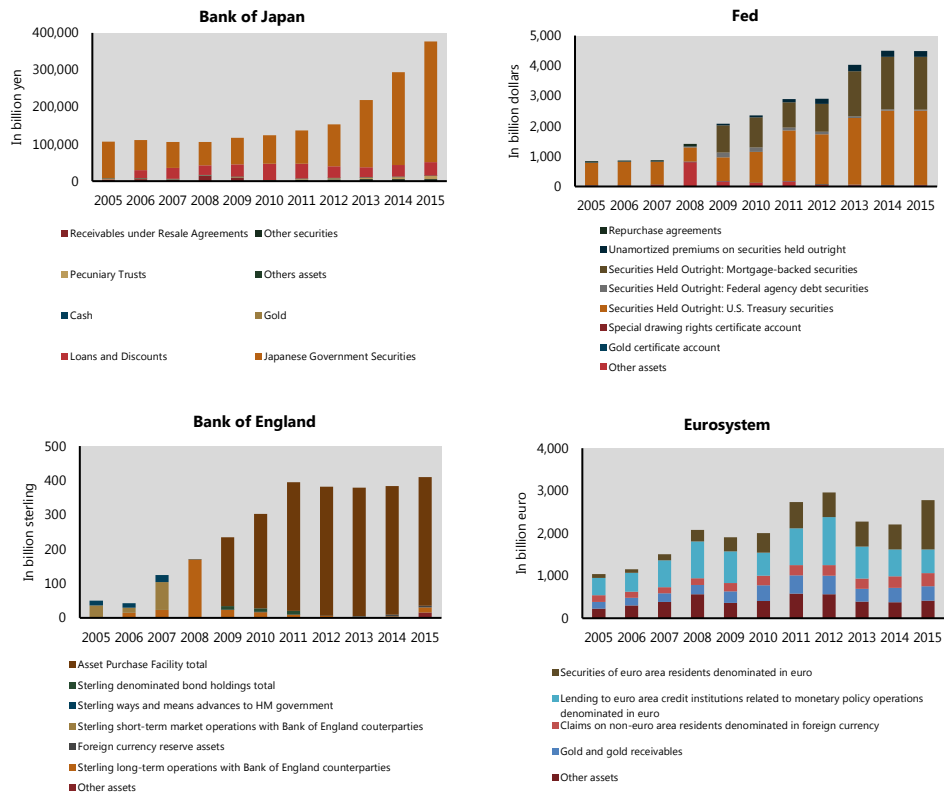 Bank of Japan
In billion yen
400,000
300,000
200,000
100,000
0
2005 2006 2007 2008 2009 2010 2011 2012 2013 2014 2015
Receivables under Resale Agreements
Other securities
Pecuniary Trusts
Others assets
Cash
Gold
Loans and Discounts
Japanese Government Securities
Fed
In billion dollars
5,000
4,000
3,000
2,000
1,000
0
2005 2006 2007 2008 2009 2010 2011 2012 2013 2014 2015
Repurchase agreements
Unamortized premiums on securities held outright
Securities Held Outright: Mortgage-backed securities
Securities Held Outright: Federal agency debt securities
Securities Held Outright: U.S. Treasury securities
Special drawing rights certificate account
Gold certificate account
Other assets
Bank of England
In billion sterling
500
400
300
200
100
0
2005 2006 2007 2008 2009 2010 2011 2012 2013 2014 2015
Asset Purchase Facility total
Sterling denominated bond holdings total
Sterling ways and means advances to HM government
Sterling short-term market operations with Bank of England couterparties
Foreign currency reserve assets
Sterling long-term operations with Bank of England counterparties
Other assets
Eurosystem
In billion euro
4,000
3,000
2,000
1,000
0
2005 2006 2007 2008 2009 2010 2011 2012 2013 2014 2015
Securities of euro area residents denominated in euro
Lending to euro area credit institutions related to monetary policy operations
denominated in euro
Claims on non-euro area residents denominated in foreign currency
Gold and gold receivables
Other assets